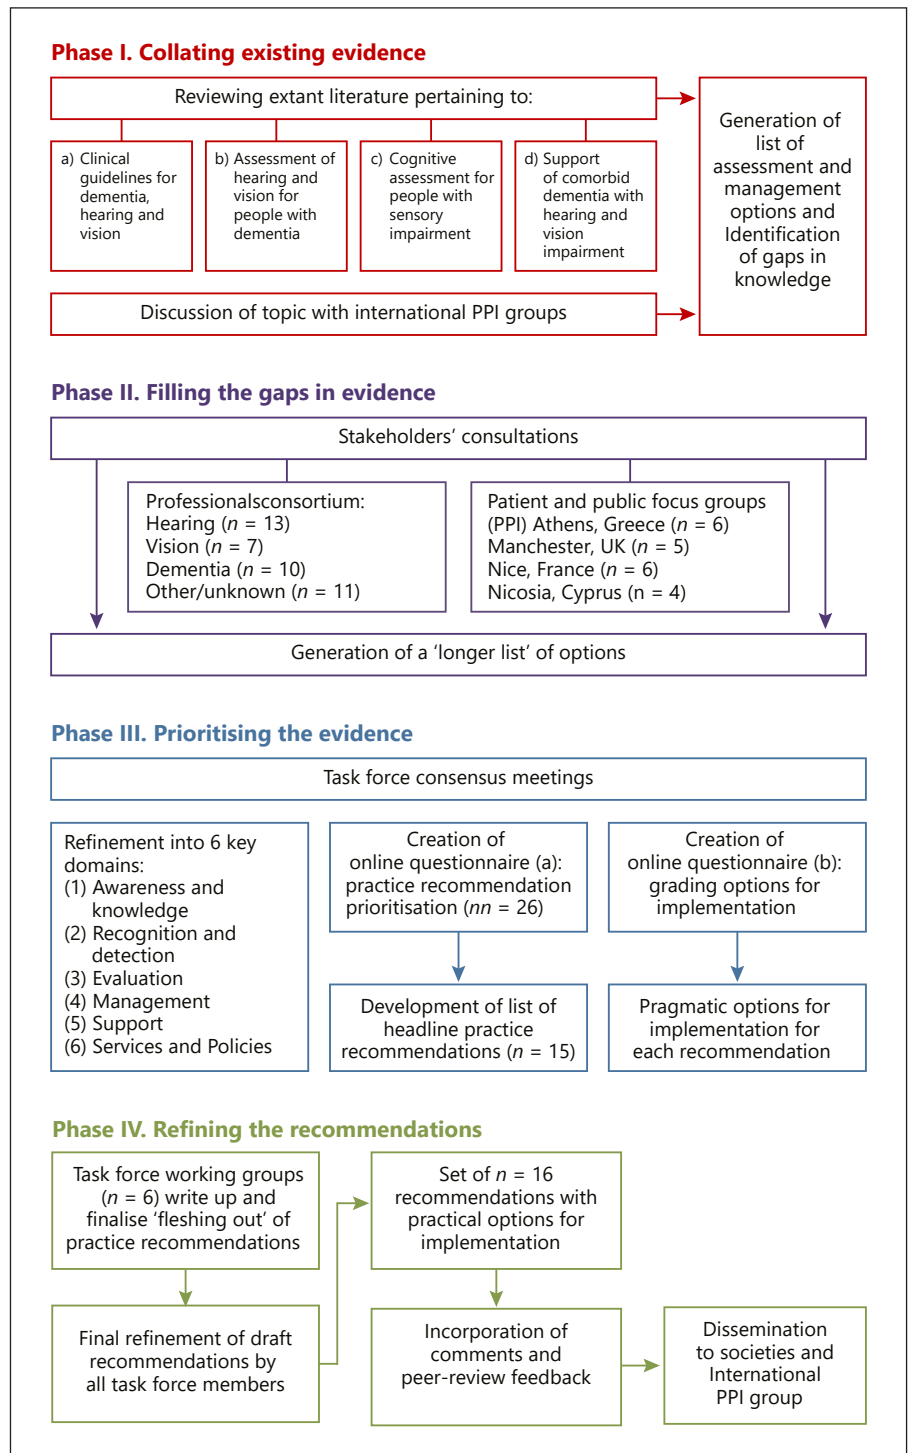 Phase I. Collating existing evidence
Reviewing extant literature pertaining to:
a) Clinical
guidelines for
dementia,
hearing and
vision
b) Assessment of
hearing and
vision for
people with
dementia
c) Cognitive
assessment for
people with
sensory
impairment
d) Support
of comorbid
dementia with
hearing and
vision
impairment
Generation of
list of
assessment and
management
options and
Identification
of gaps in
knowledge
Discussion of topic with international PPI groups
Phase II. Filling the gaps in evidence
Stakeholders’ consultations
Professionalsconsortium:
Hearing (n = 13)
Vision (n = 7)
Dementia (n = 10)
Other/unknown (n = 11)
Patient and public focus groups
(PPI) Athens, Greece (n = 6)
Manchester, UK (n = 5)
Nice, France (n = 6)
Nicosia, Cyprus (n = 4)
Generation of a ‘longer list’ of options
Phase III. Prioritising the evidence
Task force consensus meetings
Refinement into 6 key
domains:
(1) Awareness and
knowledge
(2) Recognition and
detection
(3) Evaluation
(4) Management
(5) Support
(6) Services and Policies
Creation of
online questionnaire (a):
practice recommendation
prioritisation (nn = 26)
Creation of
online questionnaire (b):
grading options for
implementation
Development of list of
headline practice
recommendations (n = 15)
Pragmatic options for
implementation for
each recommendation
Phase IV. Refining the recommendations
Task force working groups
(n = 6) write up and
finalise ‘fleshing out’ of
practice recommendations
Final refinement of draft
recommendations by
all task force members
Set of n = 16
recommendations with
practical options for
implementation
Incorporation of
comments and
peer-review feedback
Dissemination
to societies and
International
PPI group